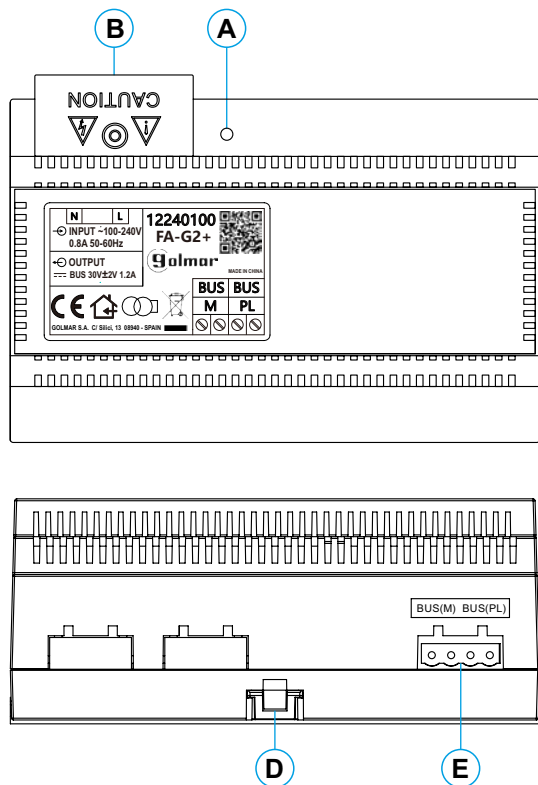 B
A
CAUTION
N L
INPUT ~100-240V
0.8A 50-60Hz
OUTPUT
BUS 30V±2V 1.2A
12240100
FA-G2+
golmar
MADE IN CHINA
BUS BUS
M PL
CE
GOLMAR S.A. C/ Silici, 13 08940 - SPAIN
BUS(M) BUS(PL)
D
E